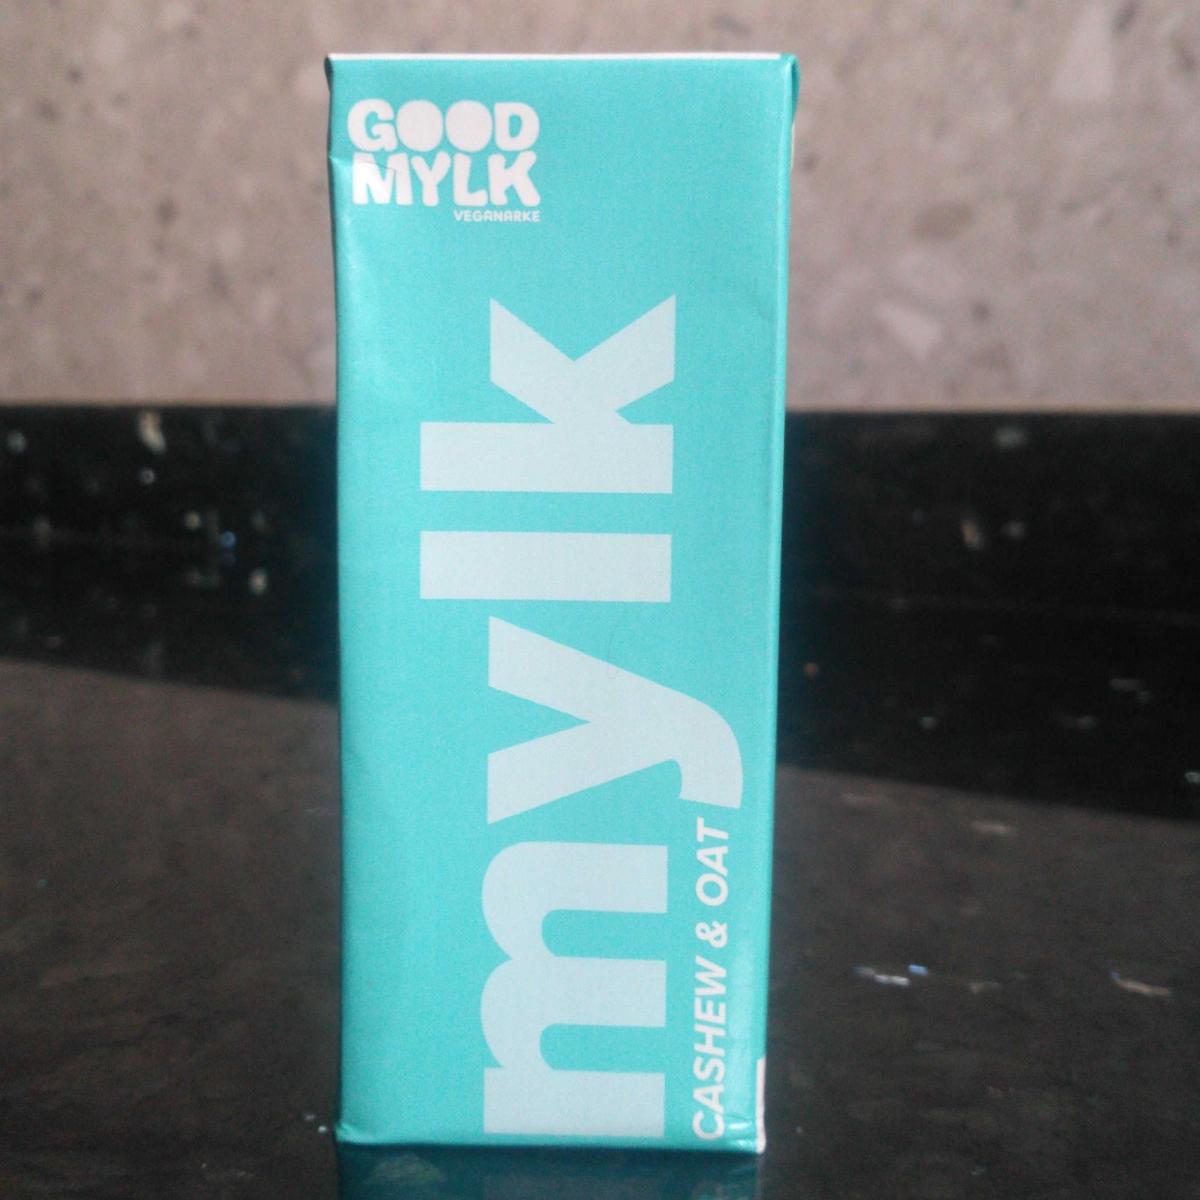 GOOD
MYLK
VEGANARKE
mylk
CASHEW & OAT